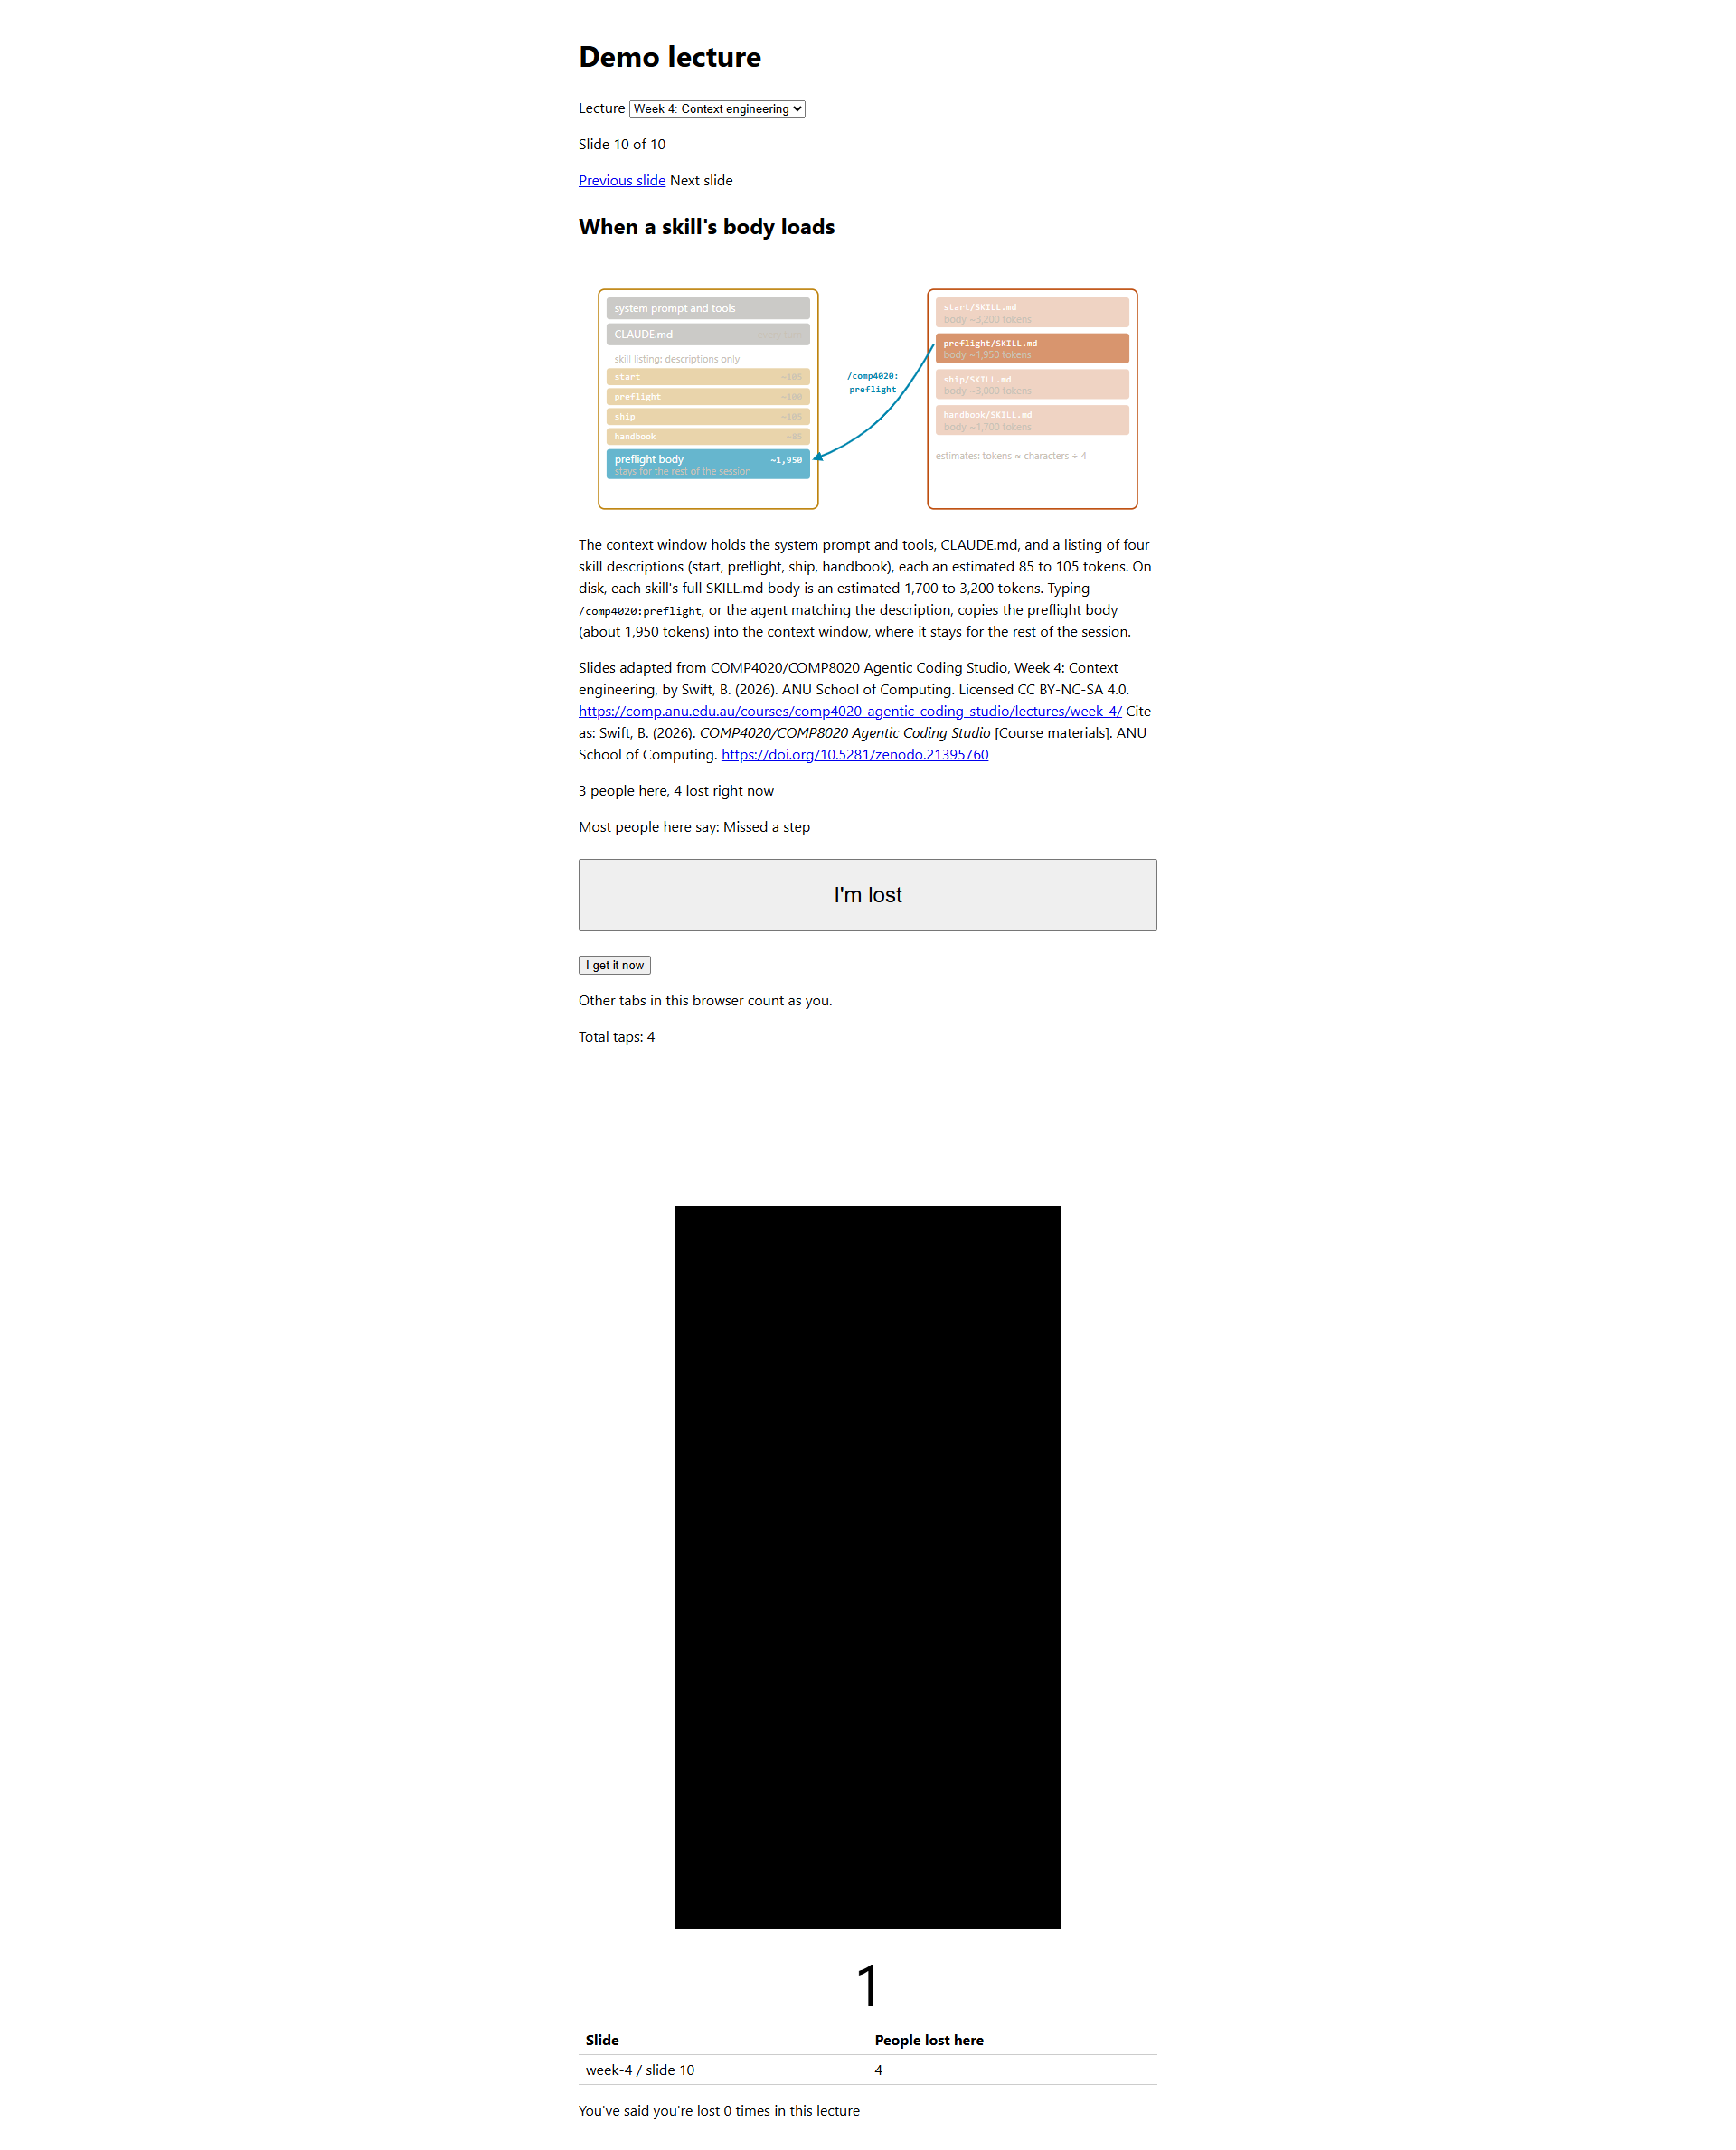 Demo lecture
Lecture Week 4: Context engineering
Slide 10 of 10
Previous slide Next slide
When a skill's body loads
system prompt and tools
CLAUDE.md
skill listing: descriptions only
start ~105
preflight ~100
ship ~105
handbook ~85
preflight body ~1,950
stays for the rest of the session
/comp4020:
preflight
start/SKILL.md
body ~3,200 tokens
preflight/SKILL.md
body ~1,950 tokens
ship/SKILL.md
body ~3,000 tokens
handbook/SKILL.md
body ~1,700 tokens
estimates: tokens ≈ characters ÷ 4
The context window holds the system prompt and tools, CLAUDE.md, and a listing of four
skill descriptions (start, preflight, ship, handbook), each an estimated 85 to 105 tokens. On
disk, each skill's full SKILL.md body is an estimated 1,700 to 3,200 tokens. Typing
/comp4020:preflight, or the agent matching the description, copies the preflight body
(about 1,950 tokens) into the context window, where it stays for the rest of the session.
Slides adapted from COMP4020/COMP8020 Agentic Coding Studio, Week 4: Context
engineering, by Swift, B. (2026). ANU School of Computing. Licensed CC BY-NC-SA 4.0.
https://comp.anu.edu.au/courses/comp4020-agentic-coding-studio/lectures/week-4/ Cite
as: Swift, B. (2026). COMP4020/COMP8020 Agentic Coding Studio [Course materials]. ANU
School of Computing. https://doi.org/10.5281/zenodo.21395760
3 people here, 4 lost right now
Most people here say: Missed a step
I'm lost
I get it now
Other tabs in this browser count as you.
Total taps: 4
1
Slide People lost here
week-4 / slide 10 4
You've said you're lost 0 times in this lecture